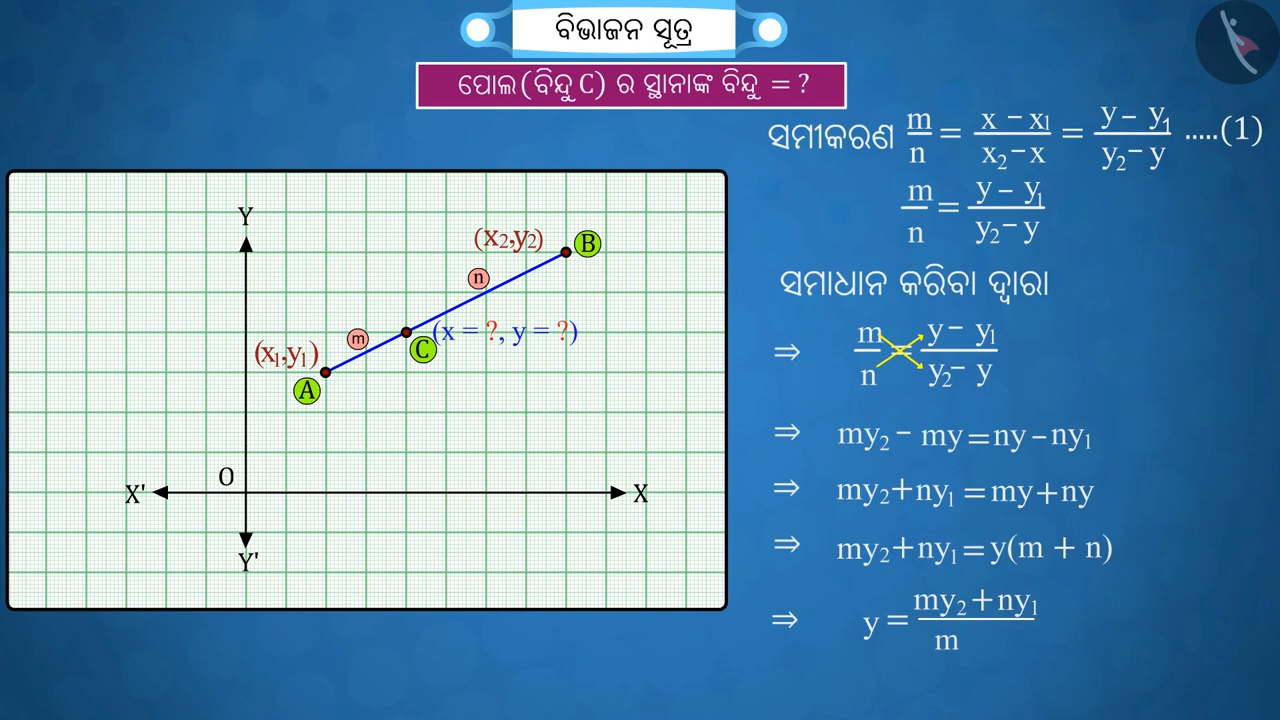 ବିଭାଜନ ସୂତ୍ର
ପୋଲ (ବିନ୍ଦୁ C) ର ସ୍ଥାନାଙ୍କ ବିନ୍ଦୁ = ?
ସମୀକରଣ m/n = (x − x₁)/(x₂ − x) = (y − y₁)/(y₂ − y) .....(1)
m/n = (y − y₁)/(y₂ − y)
ସମାଧାନ କରିବା ଦ୍ୱାରା
⇒ m/n = (y − y₁)/(y₂ − y)
⇒ my₂ − my = ny − ny₁
⇒ my₂ + ny₁ = my + ny
⇒ my₂ + ny₁ = y(m + n)
⇒ y = (my₂ + ny₁)/m
Y
(x₂,y₂) B
n
m
(x = ?, y = ?)
(x₁,y₁) C
A
O
X' X
Y'